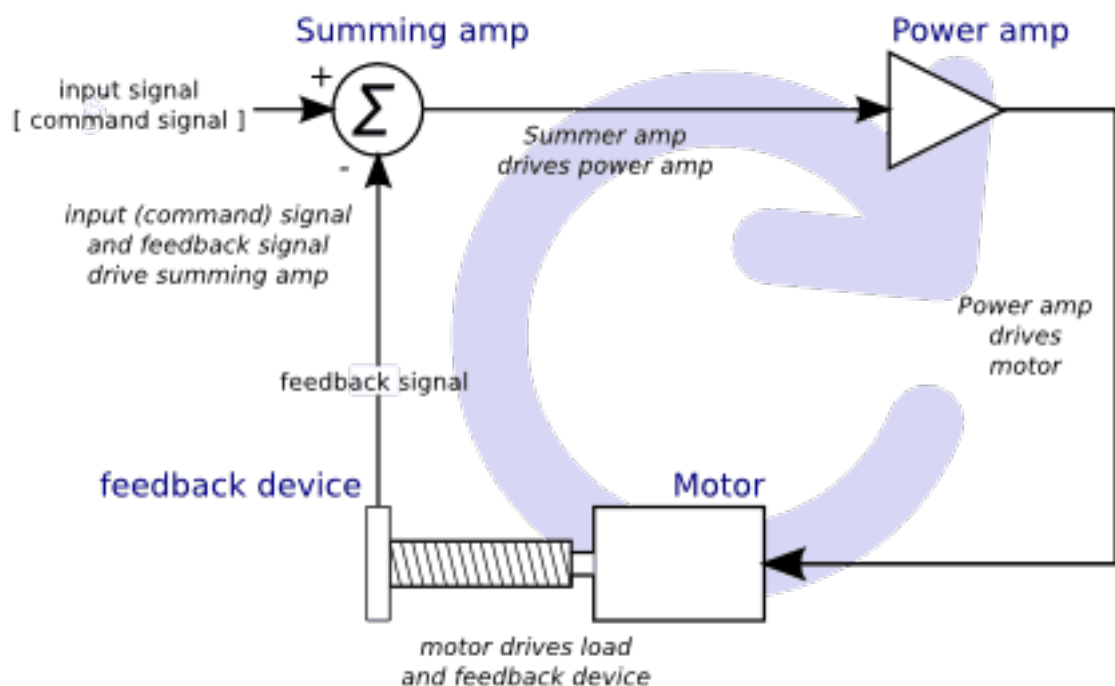 Summing amp
Power amp
input signal
[ command signal ]
+
Σ
-
Summer amp
drives power amp
input (command) signal
and feedback signal
drive summing amp
Power amp
drives
motor
feedback signal
feedback device
Motor
motor drives load
and feedback device